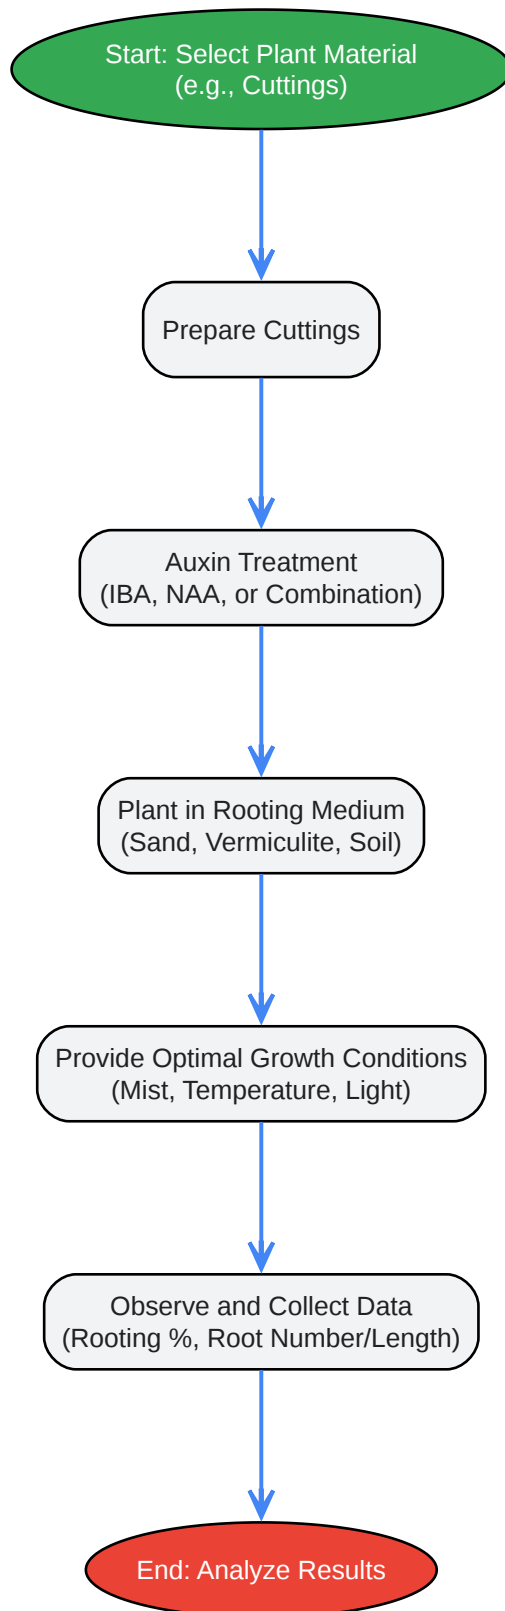 Start: Select Plant Material
(e.g., Cuttings)
Prepare Cuttings
Auxin Treatment
(IBA, NAA, or Combination)
Plant in Rooting Medium
(Sand, Vermiculite, Soil)
Provide Optimal Growth Conditions
(Mist, Temperature, Light)
Observe and Collect Data
(Rooting %, Root Number/Length)
End: Analyze Results